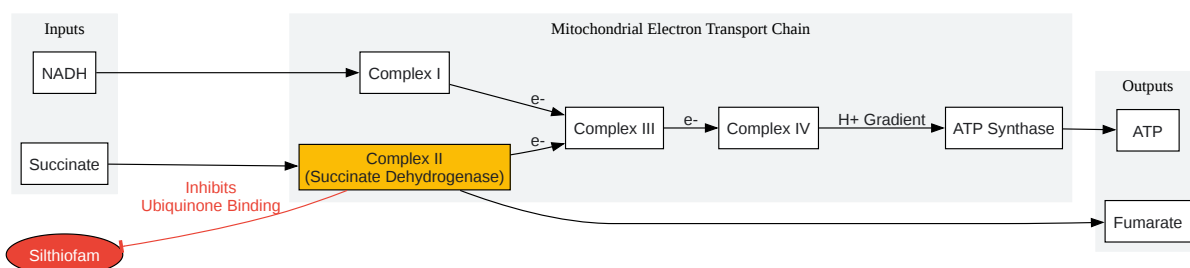 Inputs
Mitochondrial Electron Transport Chain
NADH
Complex I
e-
Outputs
Complex III
e-
Complex IV
H+ Gradient
ATP Synthase
ATP
e-
Succinate
Complex II
(Succinate Dehydrogenase)
Inhibits
Ubiquinone Binding
Fumarate
Silthiofam